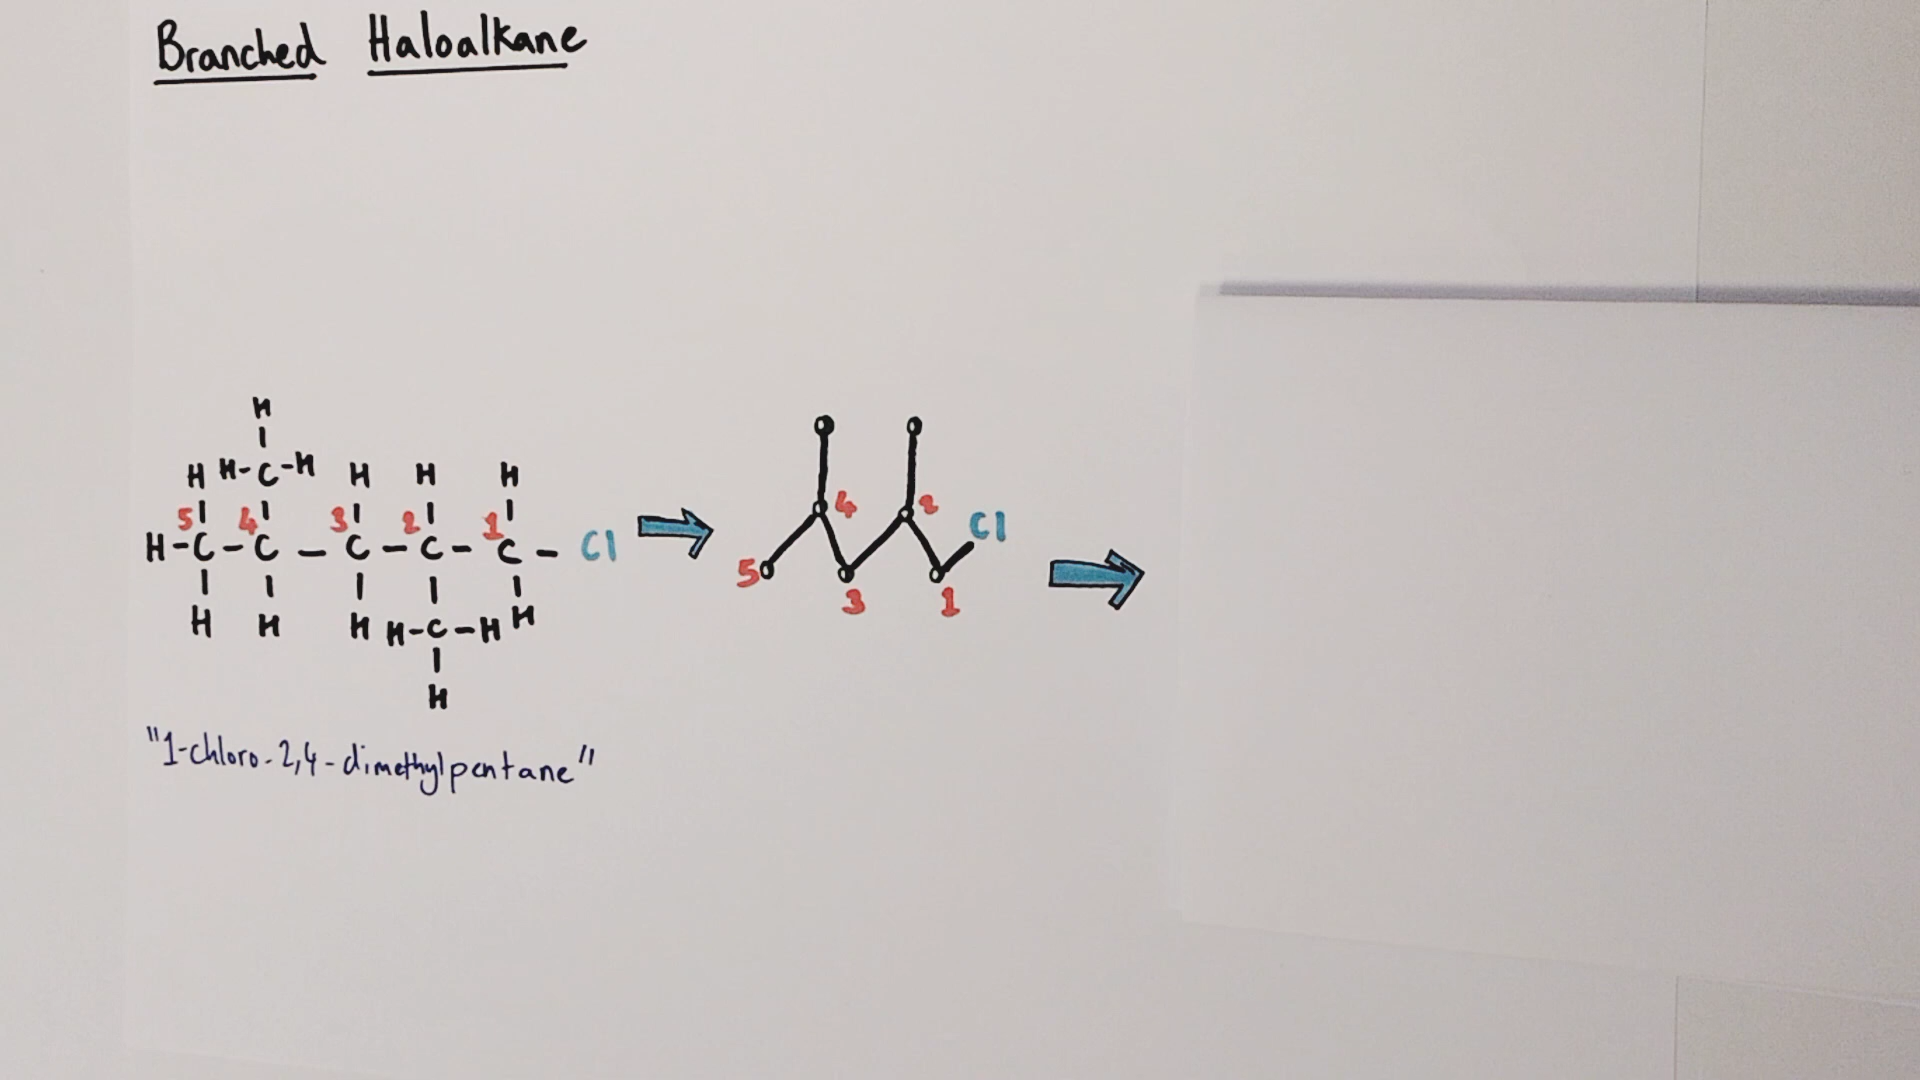 Branched Haloalkane
H
H H-C-H H H H
5 4 3 2 1
H-C-C-C-C-C-Cl
H H H H-C-H H
H
"1-chloro-2,4-dimethylpentane"
4 2 Cl
5 3 1